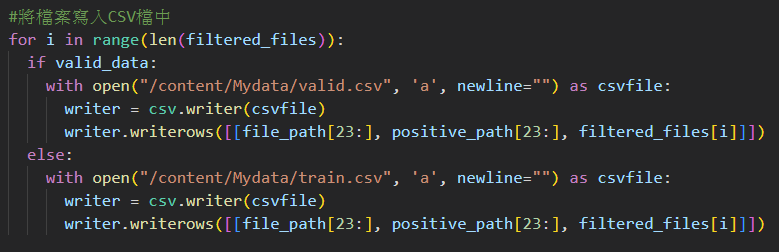 #將檔案寫入CSV檔中
for i in range(len(filtered_files)):
  if valid_data:
    with open("/content/Mydata/valid.csv", 'a', newline="") as csvfile:
      writer = csv.writer(csvfile)
      writer.writerows([[file_path[23:], positive_path[23:], filtered_files[i]]])
  else:
    with open("/content/Mydata/train.csv", 'a', newline="") as csvfile:
      writer = csv.writer(csvfile)
      writer.writerows([[file_path[23:], positive_path[23:], filtered_files[i]]])